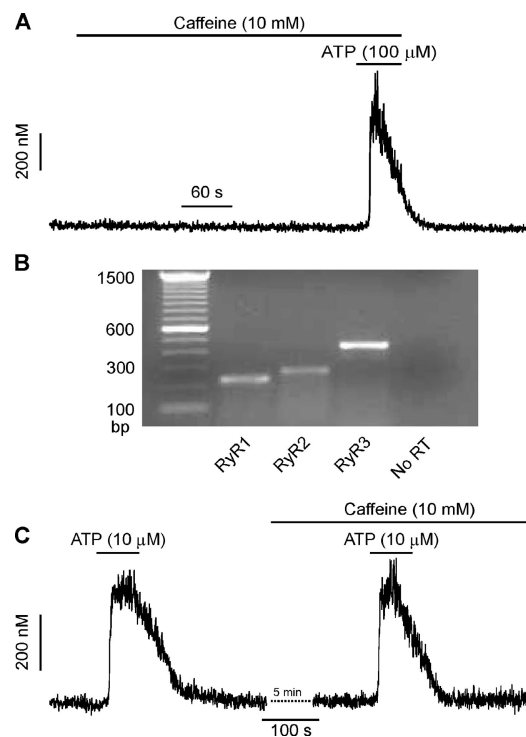 A
Caffeine (10 mM)
ATP (100 µM)
200 nM
60 s
B
1500
600
300
100
bp
RyR1
RyR2
RyR3
No RT
C
Caffeine (10 mM)
ATP (10 µM)
ATP (10 µM)
200 nM
5 min
100 s